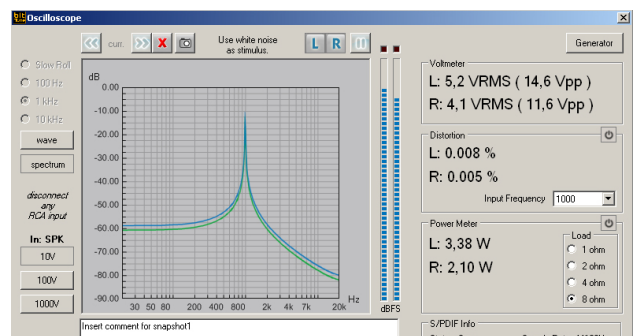 bit
Oscilloscope
curr.
Use white noise
as stimulus.
L R
Generator
Slow Roll
100 Hz
1 kHz
10 kHz
wave
spectrum
disconnect
any
RCA input
In: SPK
10V
100V
1000V
dB
0.00
-10.00
-20.00
-30.00
-40.00
-50.00
-60.00
-70.00
-80.00
-90.00
30 50 80 200 400 800 2k 4k 7k 20k Hz
dBFS
Insert comment for snapshot1
Voltmeter
L: 5,2 VRMS ( 14,6 Vpp )
R: 4,1 VRMS ( 11,6 Vpp )
Distortion
L: 0.008 %
R: 0.005 %
Input Frequency 1000
Power Meter
L: 3,38 W
R: 2,10 W
Load
1 ohm
2 ohm
4 ohm
8 ohm
S/PDIF Info